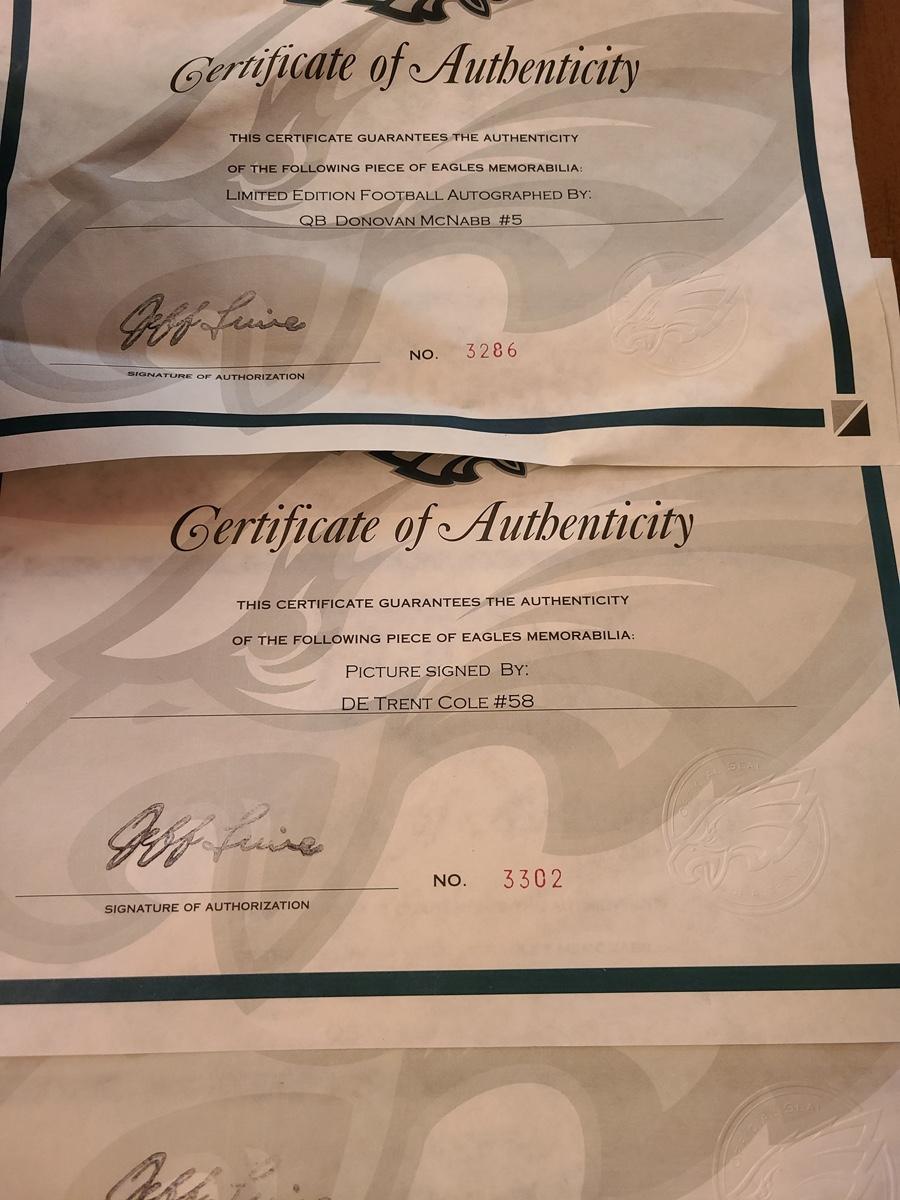 Certificate of Authenticity
THIS CERTIFICATE GUARANTEES THE AUTHENTICITY
OF THE FOLLOWING PIECE OF EAGLES MEMORABILIA:
LIMITED EDITION FOOTBALL AUTOGRAPHED BY:
QB DONOVAN MCNABB #5
NO. 3286
SIGNATURE OF AUTHORIZATION
Certificate of Authenticity
THIS CERTIFICATE GUARANTEES THE AUTHENTICITY
OF THE FOLLOWING PIECE OF EAGLES MEMORABILIA:
PICTURE SIGNED BY:
DE TRENT COLE #58
NO. 3302
SIGNATURE OF AUTHORIZATION